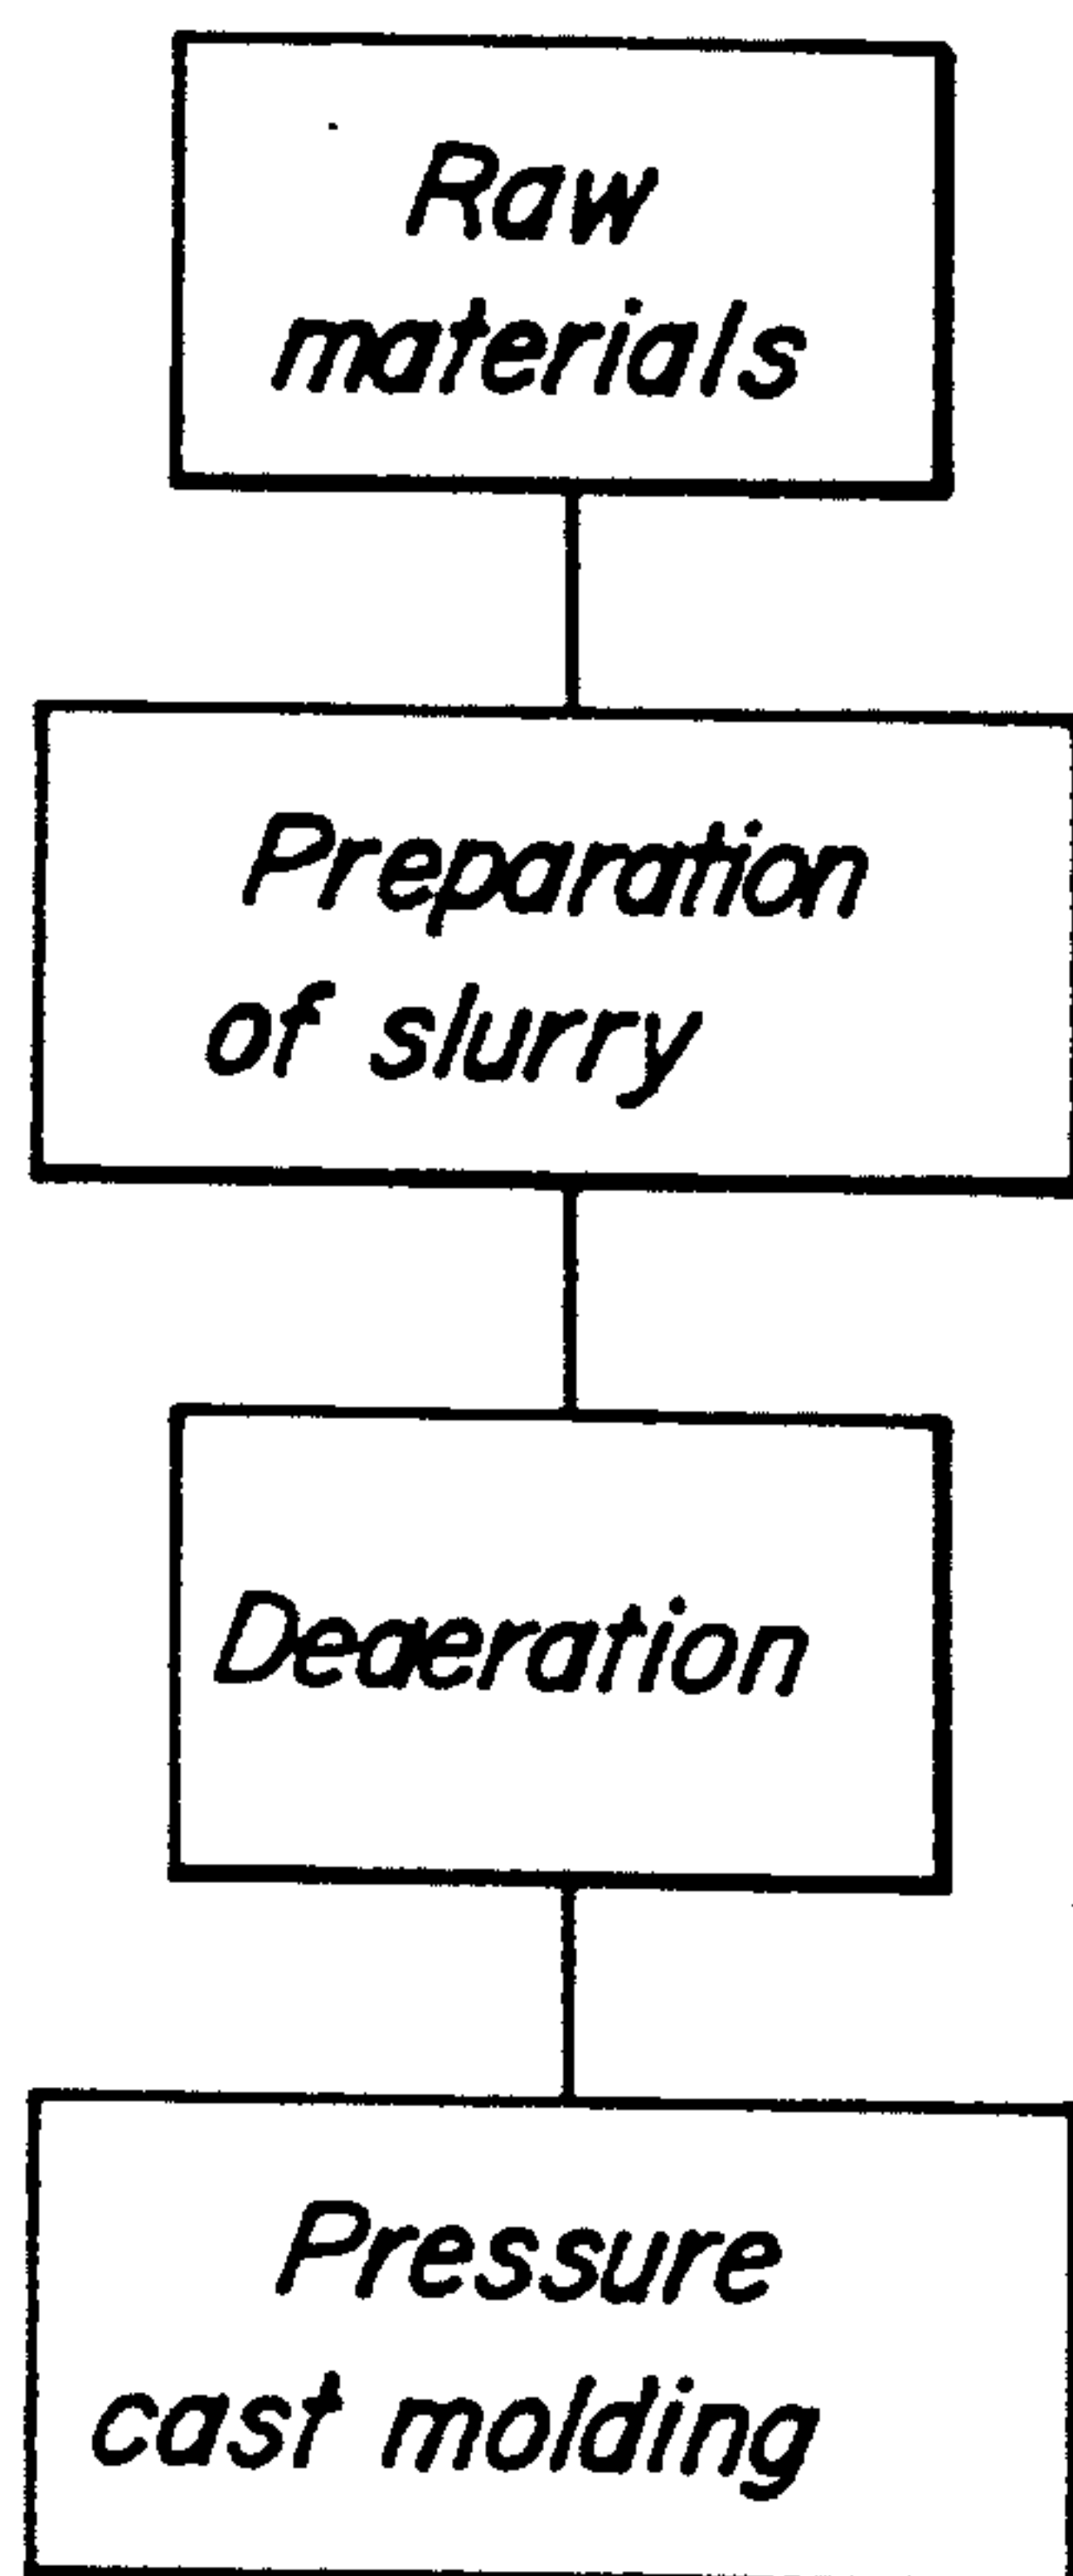 Raw
materials
Preparation
of slurry
Deaeration
Pressure
cast molding